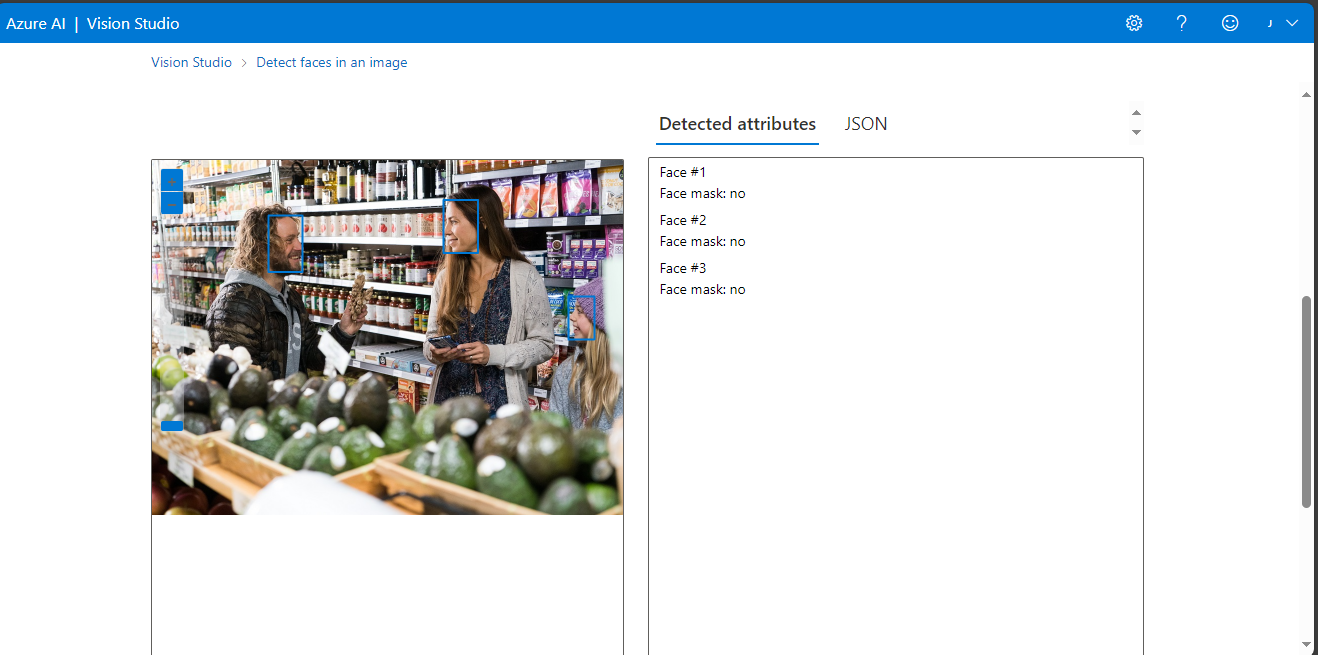 Azure AI | Vision Studio
J
Vision Studio > Detect faces in an image
Detected attributes
JSON
Face #1
Face mask: no
Face #2
Face mask: no
Face #3
Face mask: no